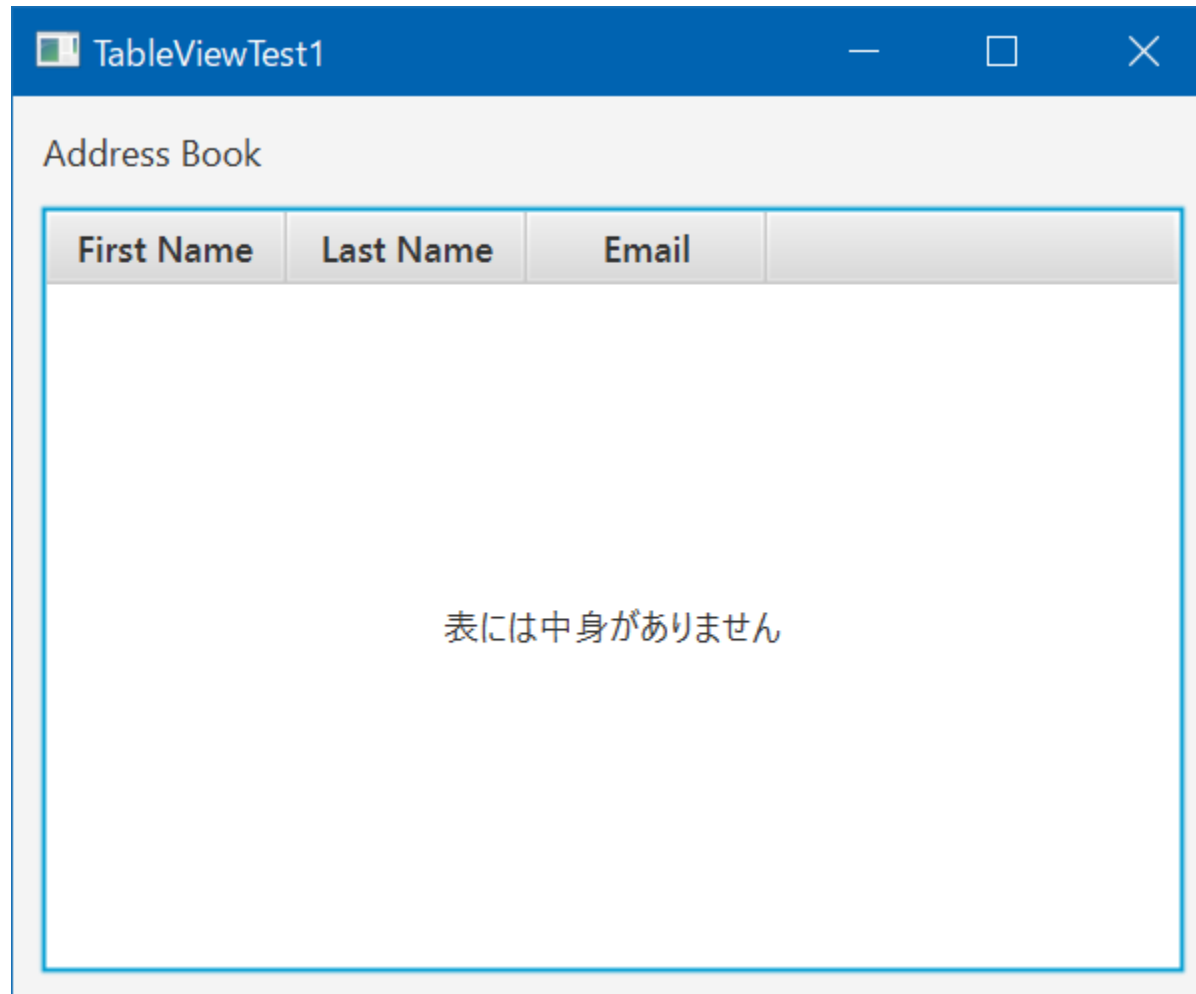 TableViewTest1
Address Book
First Name Last Name Email
表には中身がありません